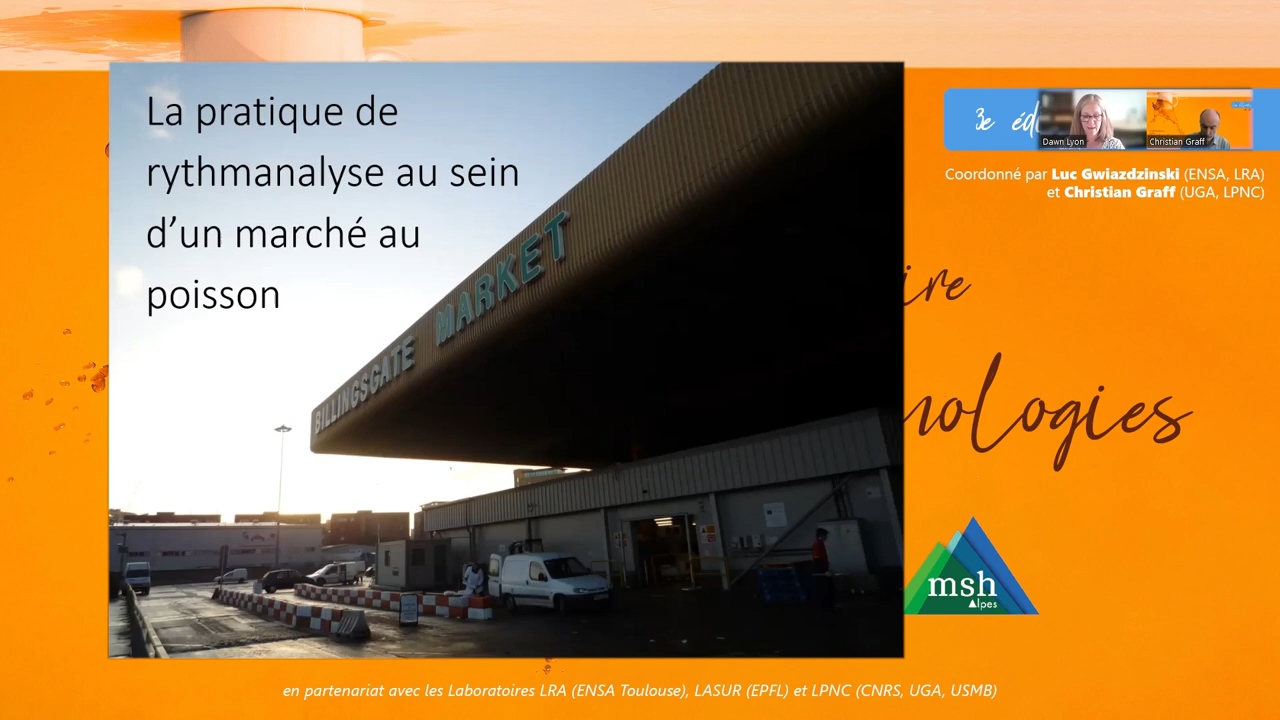 La pratique de
rythmanalyse au sein
d’un marché au
poisson
BILLINGSGATE MARKET
3e
Dawn Lyon
Christian Graff
Coordonné par Luc Gwiazdzinski (ENSA, LRA)
et Christian Graff (UGA, LPNC)
msh
Alpes
en partenariat avec les Laboratoires LRA (ENSA Toulouse), LASUR (EPFL) et LPNC (CNRS, UGA, USMB)